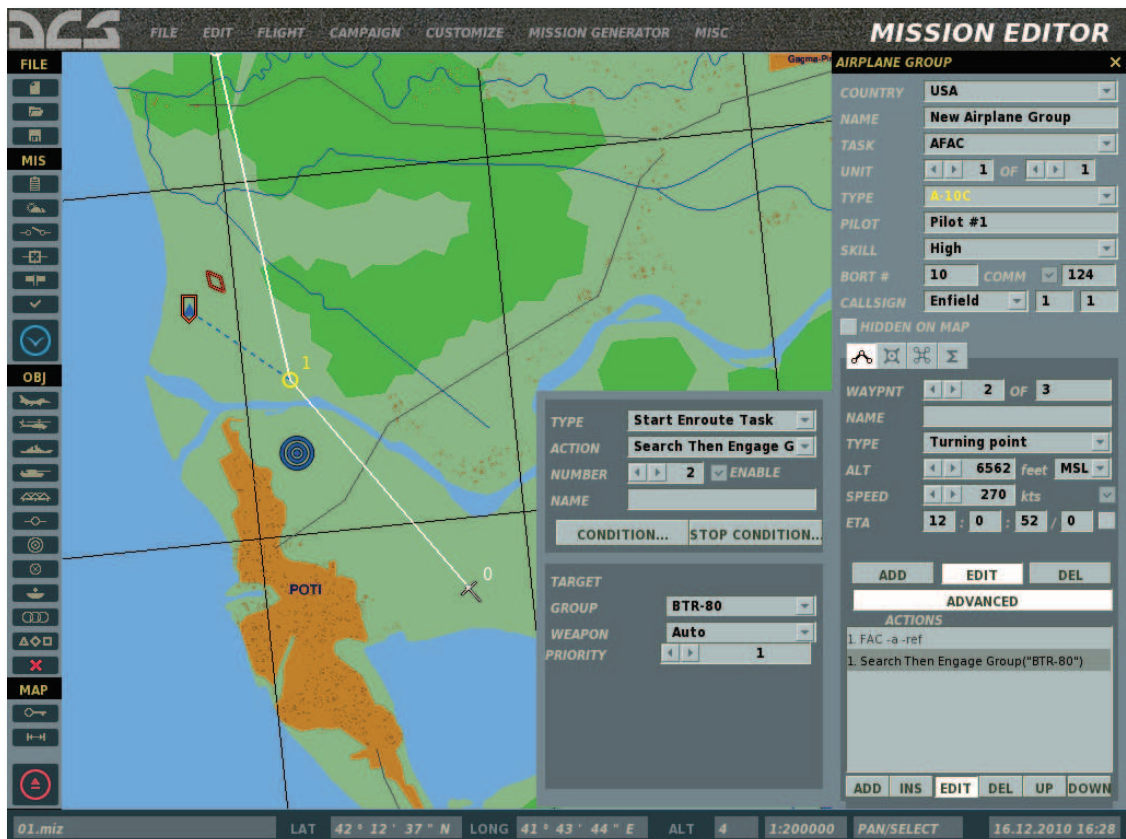 DCS FILE EDIT FLIGHT CAMPAIGN CUSTOMIZE MISSION GENERATOR MISC MISSION EDITOR
FILE
MIS
OBJ
MAP
Gagma-Pi
1
0
POTI
AIRPLANE GROUP ×
COUNTRY USA
NAME New Airplane Group
TASK AFAC
UNIT 1 OF 1
TYPE A-10C
PILOT Pilot #1
SKILL High
BORT # 10 COMM 124
CALLSIGN Enfield 1 1
HIDDEN ON MAP
Σ
WAYPNT 2 OF 3
NAME
TYPE Turning point
ALT 6562 feet MSL
SPEED 270 kts
ETA 12 : 0 : 52 / 0
ADD EDIT DEL
ADVANCED
ACTIONS
1. FAC -a -ref
1. Search Then Engage Group("BTR-80")
ADD INS EDIT DEL UP DOWN
TYPE Start Enroute Task
ACTION Search Then Engage G
NUMBER 2 ENABLE
NAME
CONDITION... STOP CONDITION...
TARGET
GROUP BTR-80
WEAPON Auto
PRIORITY 1
01.miz LAT 42 ° 12 ' 37 " N LONG 41 ° 43 ' 44 " E ALT 4 1:200000 PAN/SELECT 16.12.2010 16:28